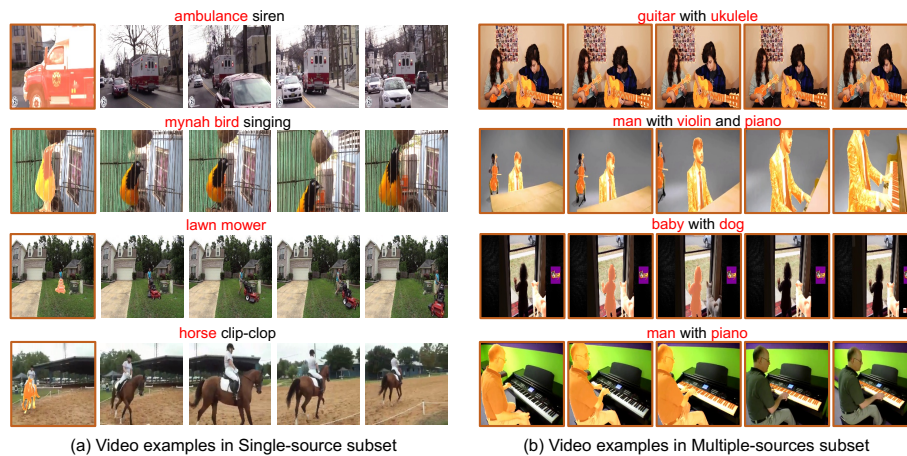 ambulance siren
mynah bird singing
lawn mower
horse clip-clop
(a) Video examples in Single-source subset
guitar with ukulele
man with violin and piano
baby with dog
man with piano
(b) Video examples in Multiple-sources subset